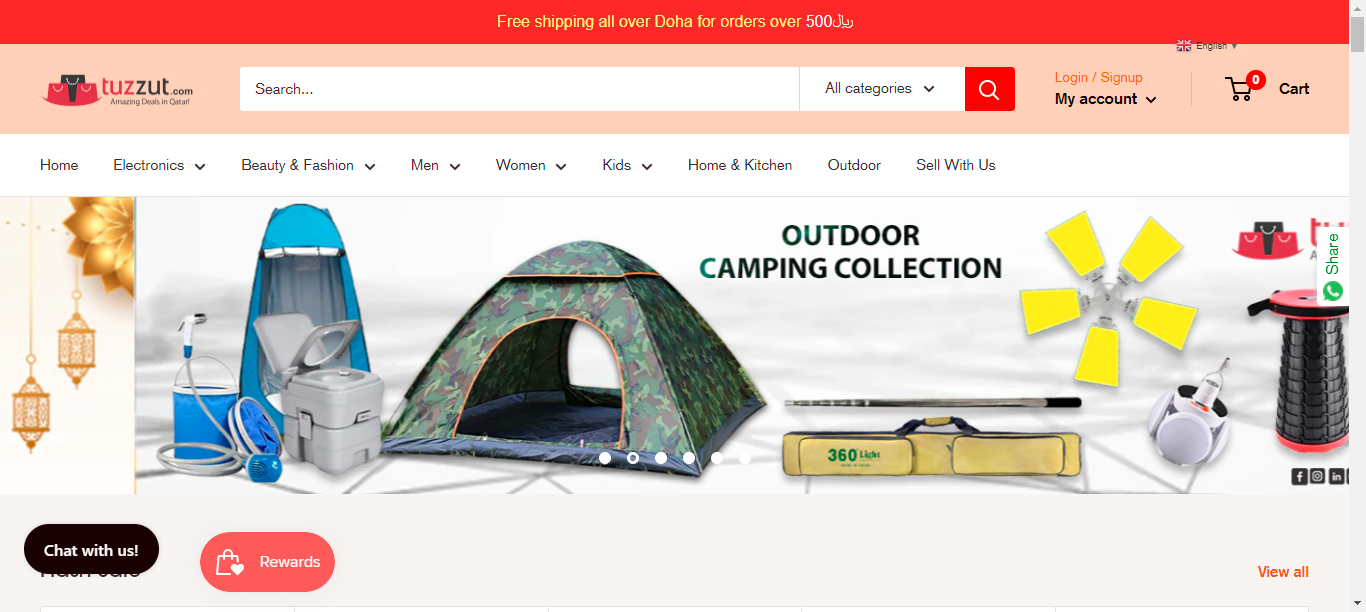 Free shipping all over Doha for orders over 500﷼
English ▼
tuzzut.com
Amazing Deals in Qatar!
Search...
All categories
Login / Signup
My account
0
Cart
Home
Electronics
Beauty & Fashion
Men
Women
Kids
Home & Kitchen
Outdoor
Sell With Us
OUTDOOR
CAMPING COLLECTION
Share
360 Light
Chat with us!
Rewards
View all